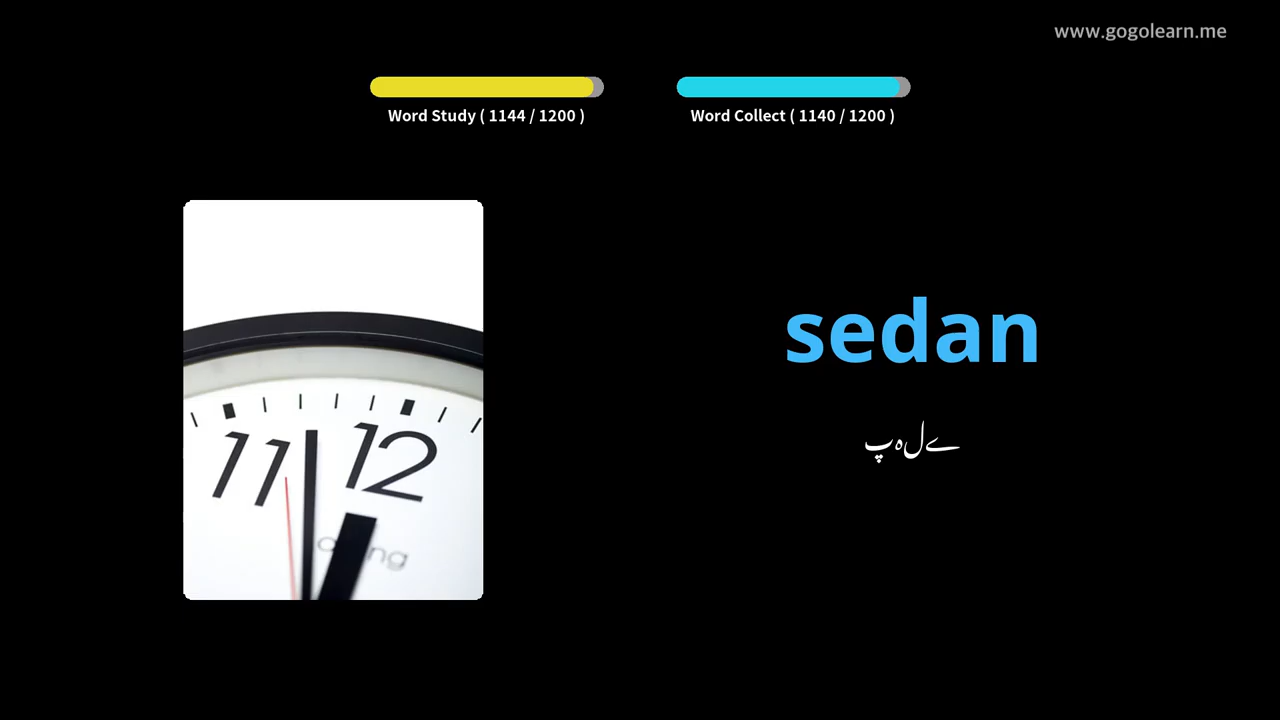 www.gogolearn.me
Word Study ( 1144 / 1200 )
Word Collect ( 1140 / 1200 )
sedan
پہلے
11 12